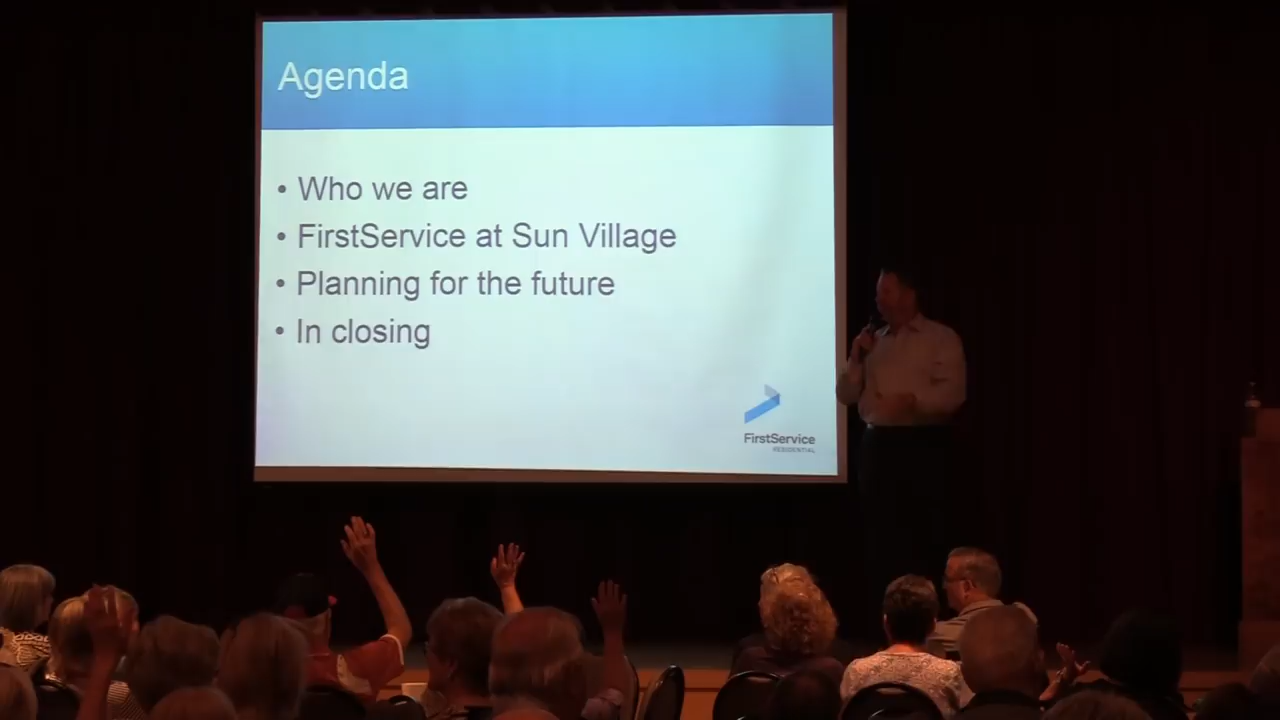 Agenda
• Who we are
• FirstService at Sun Village
• Planning for the future
• In closing
FirstService
RESIDENTIAL